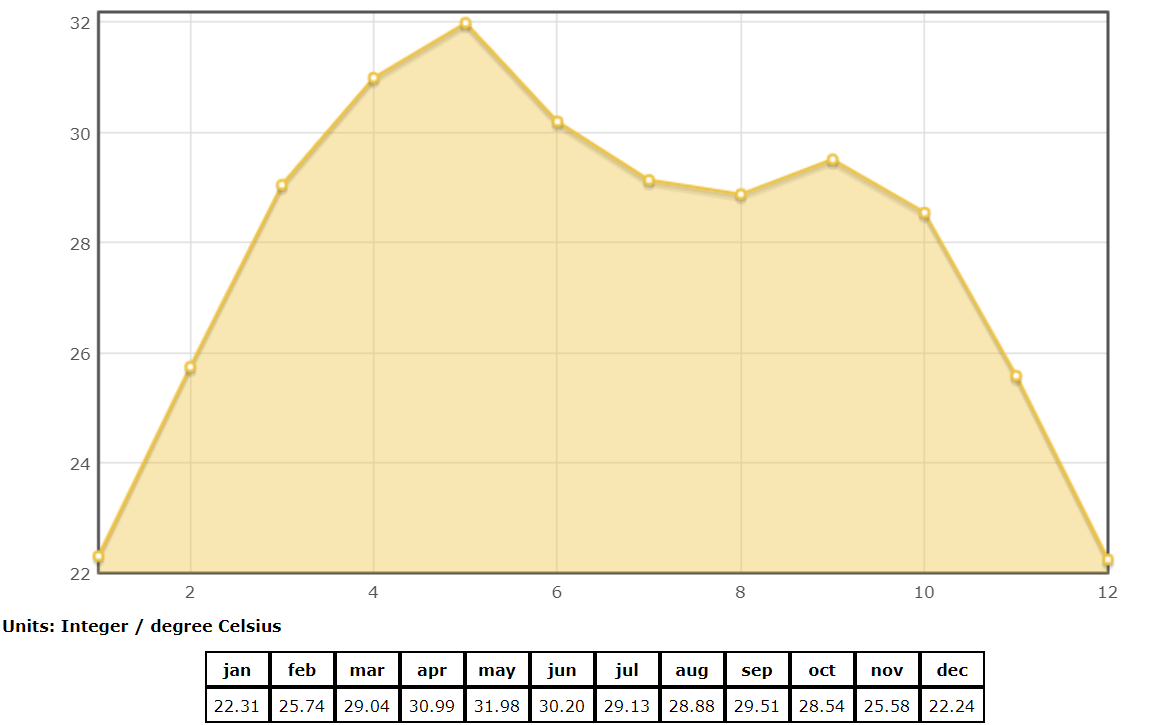 32
30
28
26
24
22
2 4 6 8 10 12
Units: Integer / degree Celsius
jan feb mar apr may jun jul aug sep oct nov dec
22.31 25.74 29.04 30.99 31.98 30.20 29.13 28.88 29.51 28.54 25.58 22.24